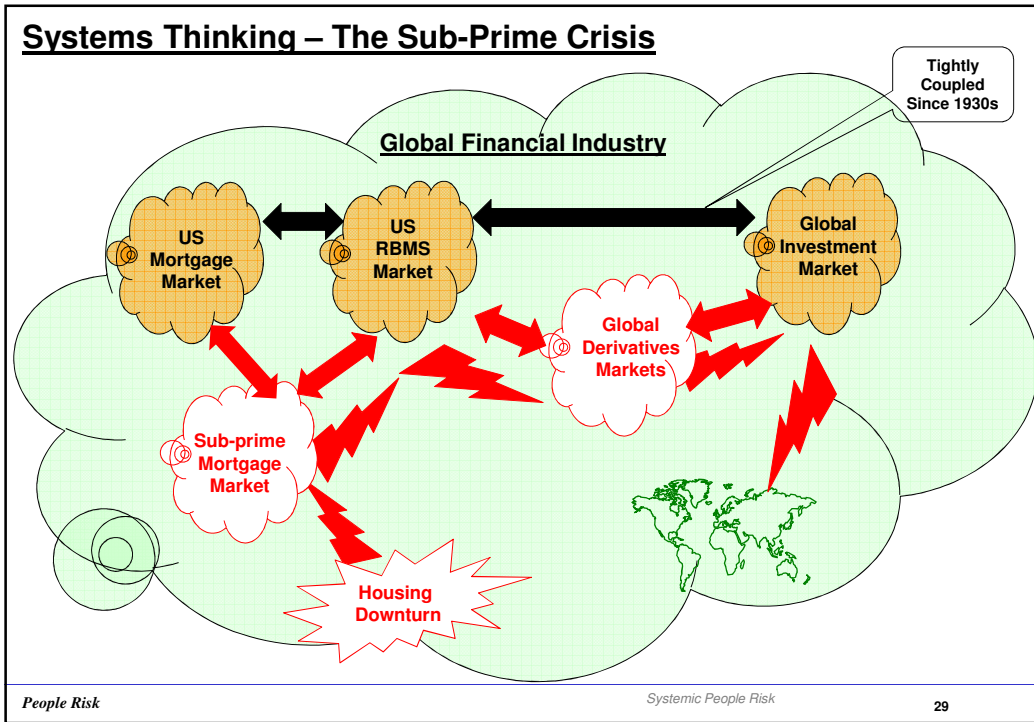 Systems Thinking – The Sub-Prime Crisis
Tightly
Coupled
Since 1930s
Global Financial Industry
US
Mortgage
Market
US
RBMS
Market
Global
Investment
Market
Global
Derivatives
Markets
Sub-prime
Mortgage
Market
Housing
Downturn
People Risk
Systemic People Risk
29